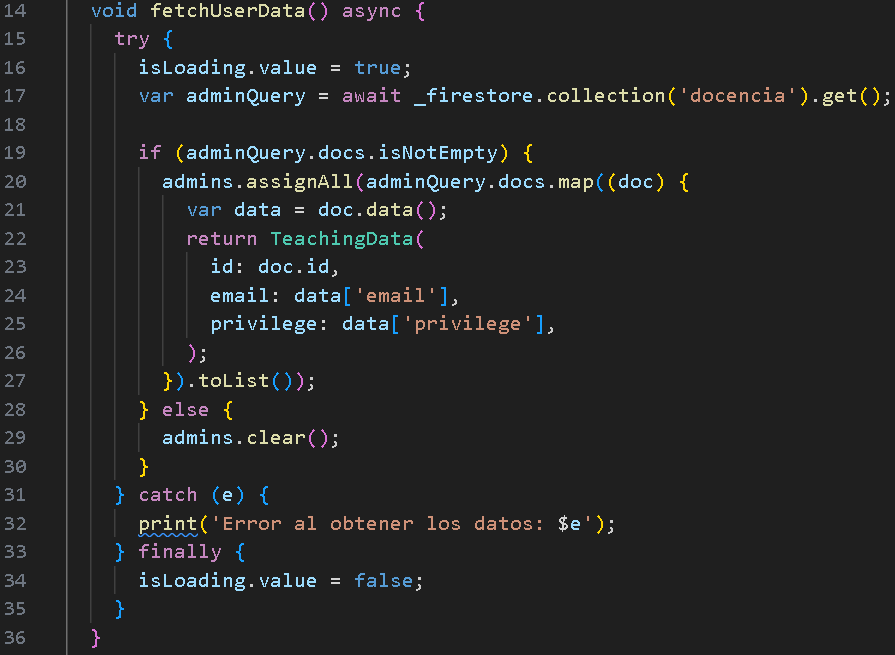 14 void fetchUserData() async {
15 try {
16 isLoading.value = true;
17 var adminQuery = await _firestore.collection('docencia').get();
18
19 if (adminQuery.docs.isNotEmpty) {
20 admins.assignAll(adminQuery.docs.map((doc) {
21 var data = doc.data();
22 return TeachingData(
23 id: doc.id,
24 email: data['email'],
25 privilege: data['privilege'],
26 );
27 }).toList());
28 } else {
29 admins.clear();
30 }
31 } catch (e) {
32 print('Error al obtener los datos: $e');
33 } finally {
34 isLoading.value = false;
35 }
36 }